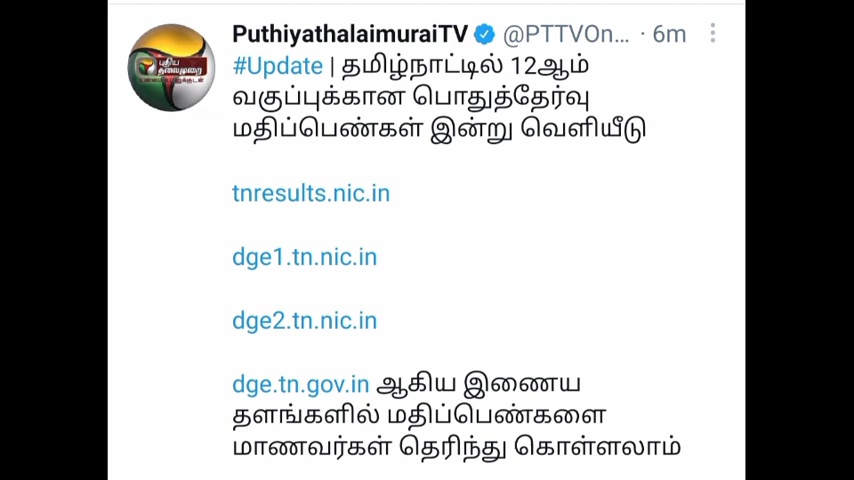 PuthiyathalaimuraiTV @PTTVOn... · 6m
#Update | தமிழ்நாட்டில் 12ஆம்
வகுப்புக்கான பொதுத்தேர்வு
மதிப்பெண்கள் இன்று வெளியீடு
tnresults.nic.in
dge1.tn.nic.in
dge2.tn.nic.in
dge.tn.gov.in ஆகிய இணைய
தளங்களில் மதிப்பெண்களை
மாணவர்கள் தெரிந்து கொள்ளலாம்
புதிய
தலைமுறை